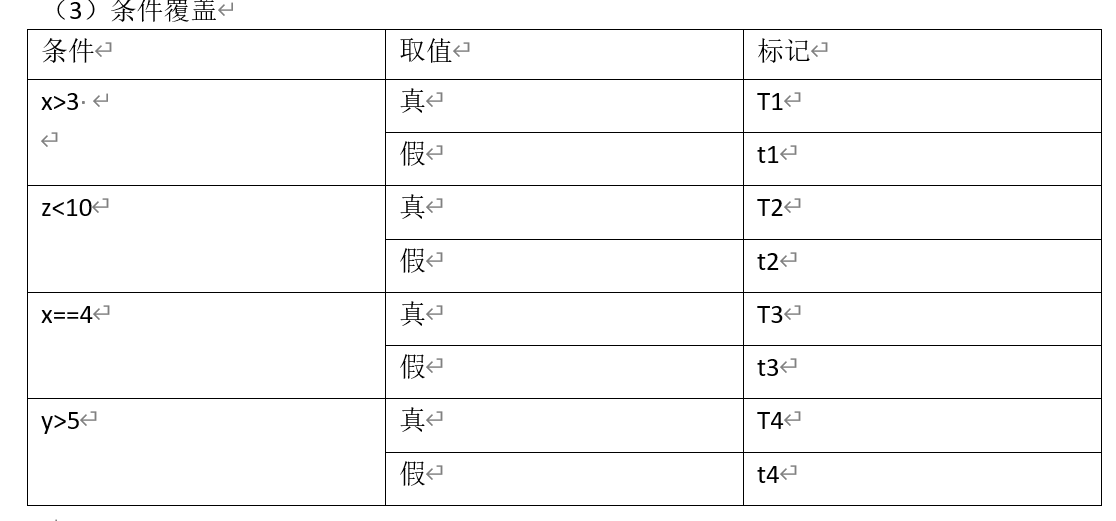 （3）条件覆盖
条件 取值 标记
x>3 真 T1
假 t1
z<10 真 T2
假 t2
x==4 真 T3
假 t3
y>5 真 T4
假 t4